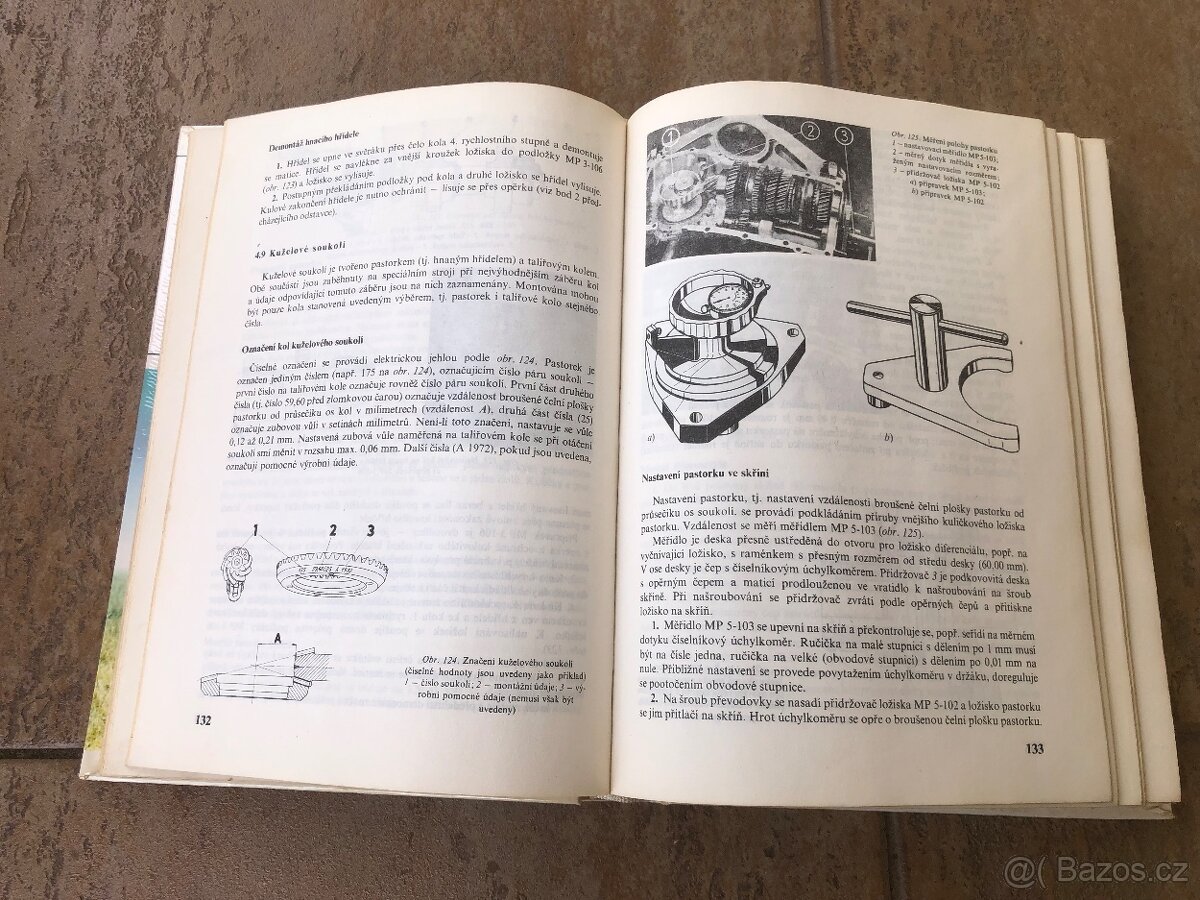 Demontáž hnacího hřídele
1. Hřídel se upne ve svěráku přes čelo kola 4. rychlostního stupně a demontuje
se matice. Hřídel se navlékne za vnější kroužek ložiska do podložky MP 3-106
(obr. 123) a ložisko se vylisuje.
2. Postupným překládáním podložky pod kola a druhé ložisko se hřídel vylisuje.
Kulové zakončení hřídele je nutno ochránit — lisuje se přes opěrku (viz bod 2 před-
cházejícího odstavce).
4.9 Kuželové soukolí
Kuželové soukolí je tvořeno pastorkem (tj. hnaným hřídelem) a talířovým kolem.
Obě součásti jsou zaběhnuty na speciálním stroji při nejvýhodnějším záběru kol
a údaje odpovídající tomuto záběru jsou na nich zaznamenány. Montována mohou
být pouze kola stanovená uvedeným výběrem, tj. pastorek i talířové kolo stejného
čísla.
Označení kol kuželového soukolí
Číselné označení se provádí elektrickou jehlou podle obr. 124. Pastorek je
označen jediným číslem (např. 175 na obr. 124), označujícím číslo páru soukolí —
první číslo na talířovém kole označuje rovněž číslo páru soukolí. První část druhého
čísla (tj. číslo 59,60 před zlomkovou čarou) označuje vzdálenost broušené čelní plošky
pastorku od průsečíku os kol v milimetrech (vzdálenost A), druhá část čísla (25)
označuje zubovou vůli v setinách milimetrů. Není-li toto značení, nastavuje se vůle
0,12 až 0,21 mm. Nastavená zubová vůle naměřená na talířovém kole se při otáčení
soukolí smí měnit v rozsahu max. 0,06 mm. Další čísla (A 1972), pokud jsou uvedena,
označují pomocné výrobní údaje.
1 2 3
A
Obr. 124. Značení kuželového soukolí
(číselné hodnoty jsou uvedeny jako příklad)
1 — číslo soukolí; 2 — montážní údaje; 3 — vý-
robní pomocné údaje (nemusí však být
uvedeny)
132
1 2 3
Obr. 125. Měření polohy pastorku
1 – nastavovací měřidlo MP 5-103;
2 – měrný dotyk měřidla s vyra-
ženým nastavovacím rozměrem;
3 – přidržovač ložiska MP 5-102
a) přípravek MP 5-103;
b) přípravek MP 5-102
a)
b)
Nastavení pastorku ve skříni
Nastavení pastorku, tj. nastavení vzdálenosti broušené čelní plošky pastorku od
průsečíku os soukolí, se provádí podkládáním příruby vnějšího kuličkového ložiska
pastorku. Vzdálenost se měří měřidlem MP 5-103 (obr. 125).
Měřidlo je deska přesně ustředěná do otvoru pro ložisko diferenciálu, popř. na
vyčnívající ložisko, s raménkem s přesným rozměrem od středu desky (60,00 mm).
V ose desky je čep s číselníkovým úchylkoměrem. Přidržovač 3 je podkovovitá deska
s opěrným čepem a maticí prodlouženou ve vratidlo k našroubování na šroub
skříně. Při našroubování se přidržovač zvrátí podle opěrných čepů a přitiskne
ložisko na skříň.
1. Měřidlo MP 5-103 se upevní na skříň a překontroluje se, popř. seřídí na měrném
dotyku číselníkový úchylkoměr. Ručička na malé stupnici s dělením po 1 mm musí
být na čísle jedna, ručička na velké (obvodové stupnici) s dělením po 0,01 mm na
nule. Přibližné nastavení se provede povytažením úchylkoměru v držáku, doreguluje
se pootočením obvodové stupnice.
2. Na šroub převodovky se nasadí přidržovač ložiska MP 5-102 a ložisko pastorku
se jím přitlačí na skříň. Hrot úchylkoměru se opře o broušenou čelní plošku pastorku.
133
@( Bazos.cz